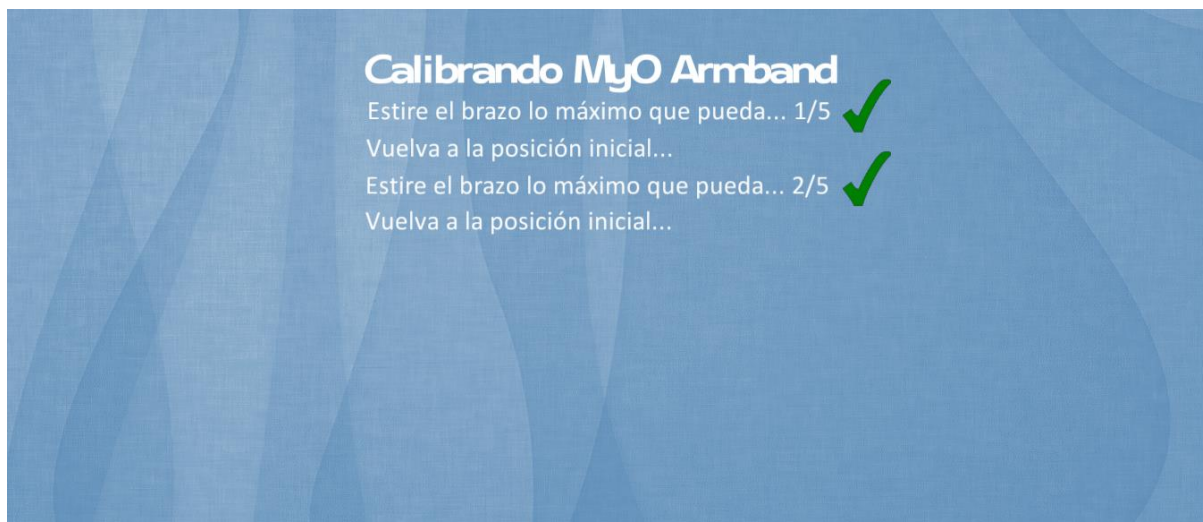 Calibrando MyO Armband
Estire el brazo lo máximo que pueda... 1/5
Vuelva a la posición inicial...
Estire el brazo lo máximo que pueda... 2/5
Vuelva a la posición inicial...